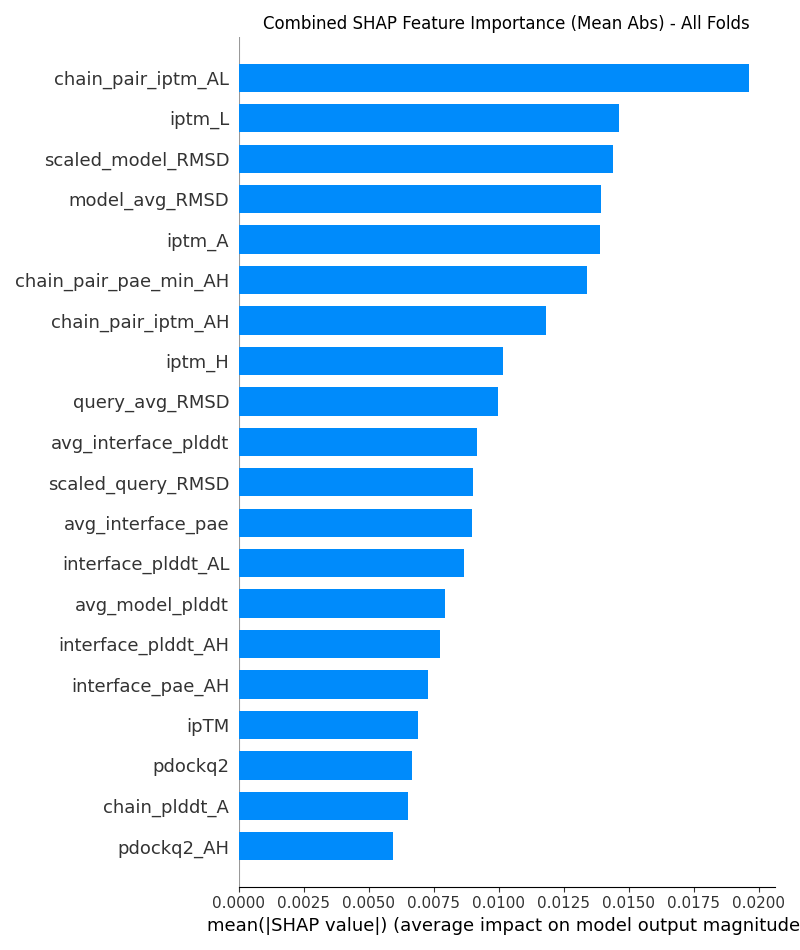 Combined SHAP Feature Importance (Mean Abs) - All Folds
chain_pair_iptm_AL
iptm_L
scaled_model_RMSD
model_avg_RMSD
iptm_A
chain_pair_pae_min_AH
chain_pair_iptm_AH
iptm_H
query_avg_RMSD
avg_interface_plddt
scaled_query_RMSD
avg_interface_pae
interface_plddt_AL
avg_model_plddt
interface_plddt_AH
interface_pae_AH
ipTM
pdockq2
chain_plddt_A
pdockq2_AH
0.0000 0.0025 0.0050 0.0075 0.0100 0.0125 0.0150 0.0175 0.0200
mean(|SHAP value|) (average impact on model output magnitude